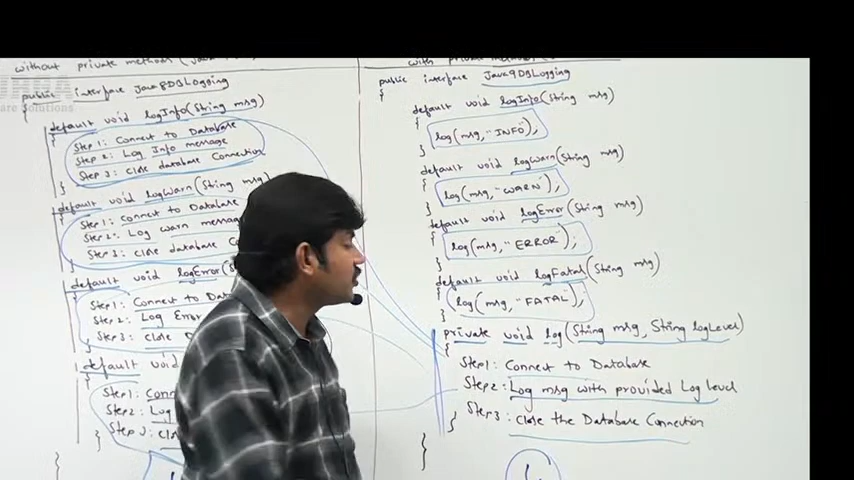 without private methods (Java
public interface Java8DBLogging
{
default void logInfo(String msg)
{
Step 1: Connect to Database
Step 2: Log Info message
Step 3: Close database Connection
}
default void logWarn(String msg)
{
Step 1: Connect to Database
Step 2: Log warn message
Step 3: close database
}
default void logError(
{
Step 1: Connect to
Step 2: Log Error
Step 3: close
}
default void
{
Step 1:
Step 2: Log
Step 3:
}
}
with private methods
public interface Java9DBLogging
{
default void logInfo(String msg)
{
log(msg,"INFO");
}
default void logWarn(String msg)
{
log(msg,"WARN");
}
default void logError(String msg)
{
log(msg,"ERROR");
}
default void logFatal(String msg)
{
log(msg,"FATAL");
}
private void log(String msg, String logLevel)
{
Step1: Connect to Database
Step2: Log msg with provided Log Level
Step3: close the Database Connection
}
}